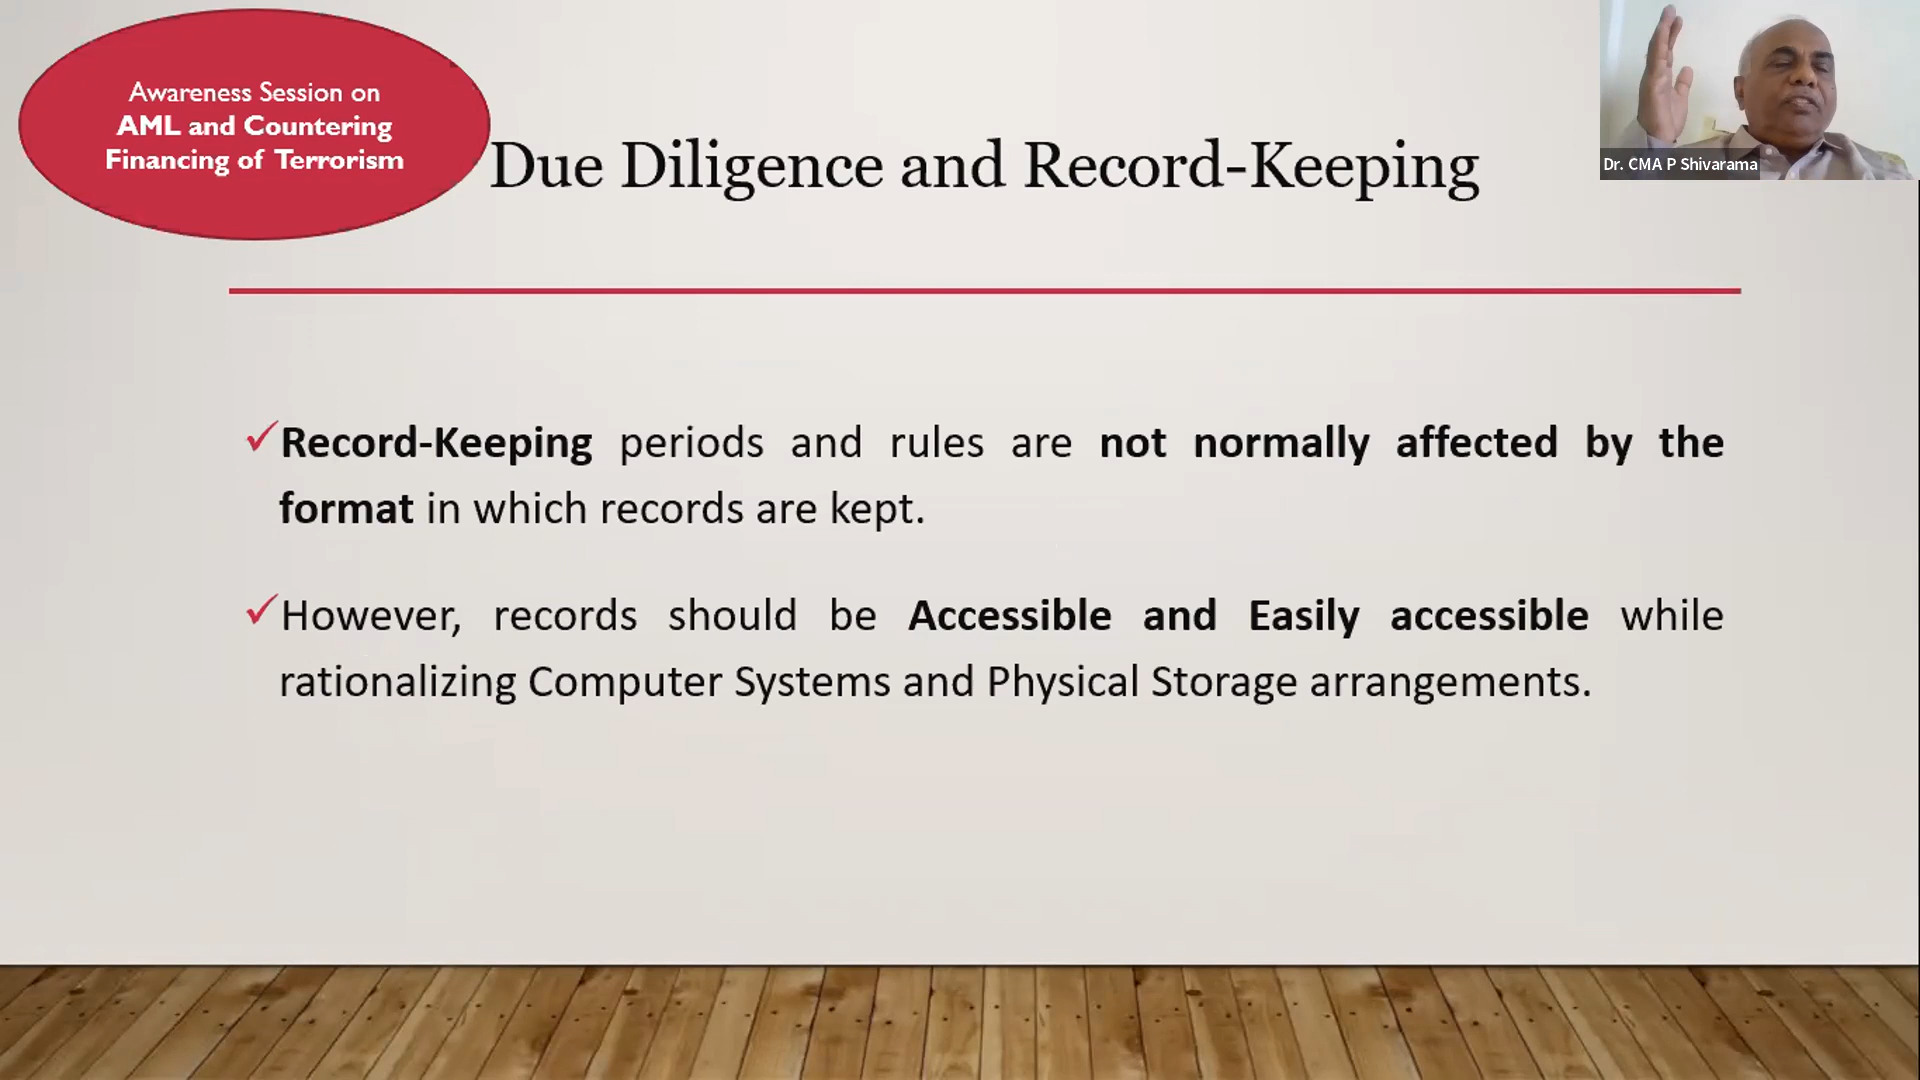 Awareness Session on
AML and Countering
Financing of Terrorism
Due Diligence and Record-Keeping
Dr. CMA P Shivarama
✓Record-Keeping periods and rules are not normally affected by the
format in which records are kept.
✓However, records should be Accessible and Easily accessible while
rationalizing Computer Systems and Physical Storage arrangements.